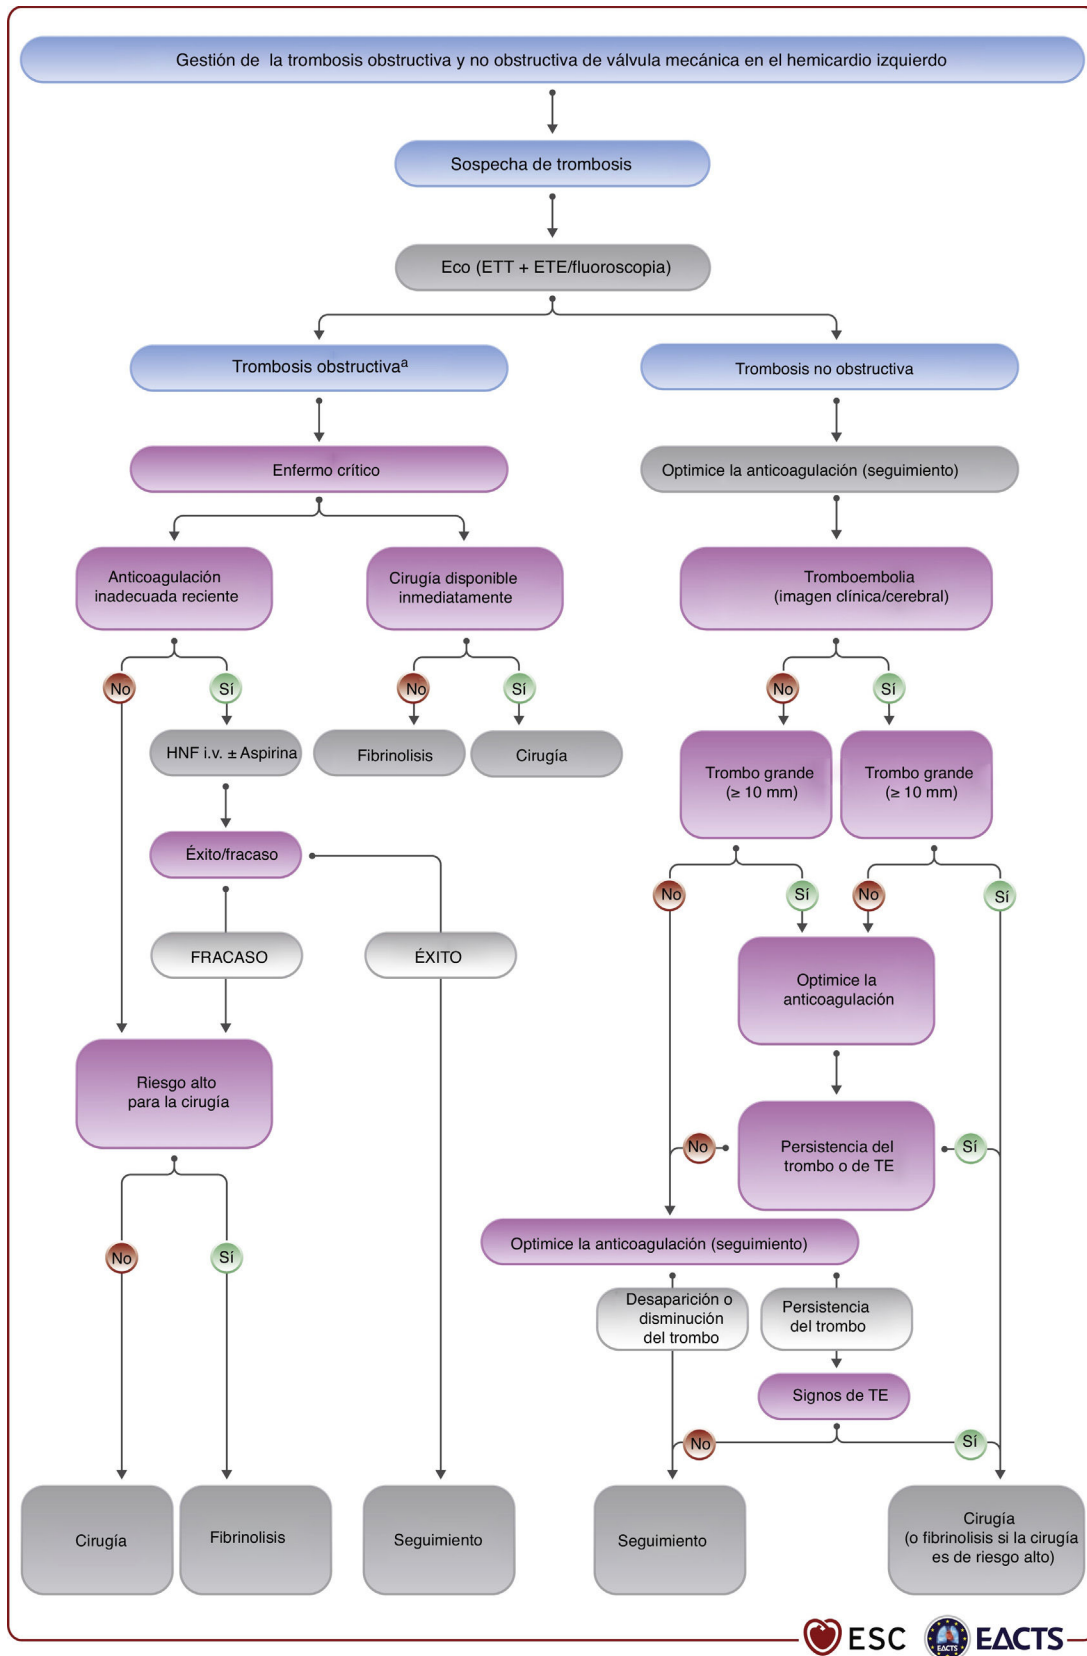 Gestión de la trombosis obstructiva y no obstructiva de válvula mecánica en el hemicardio izquierdo
Sospecha de trombosis
Eco (ETT + ETE/fluoroscopia)
Trombosis obstructivaª
Trombosis no obstructiva
Enfermo crítico
Optimice la anticoagulación (seguimiento)
Anticoagulación
inadecuada reciente
Cirugía disponible
inmediatamente
Tromboembolia
(imagen clínica/cerebral)
No
Sí
No
Sí
No
Sí
HNF i.v. ± Aspirina
Fibrinolisis
Cirugía
Trombo grande
(≥ 10 mm)
Trombo grande
(≥ 10 mm)
Éxito/fracaso
No
Sí
No
Sí
FRACASO
ÉXITO
Optimice la
anticoagulación
Riesgo alto
para la cirugía
No
Persistencia del
trombo o de TE
Sí
No
Sí
Optimice la anticoagulación (seguimiento)
Desaparición o
disminución
del trombo
Persistencia
del trombo
Signos de TE
No
Sí
Cirugía
Fibrinolisis
Seguimiento
Seguimiento
Cirugía
(o fibrinolisis si la cirugía
es de riesgo alto)
ESC
EACTS
EACTS